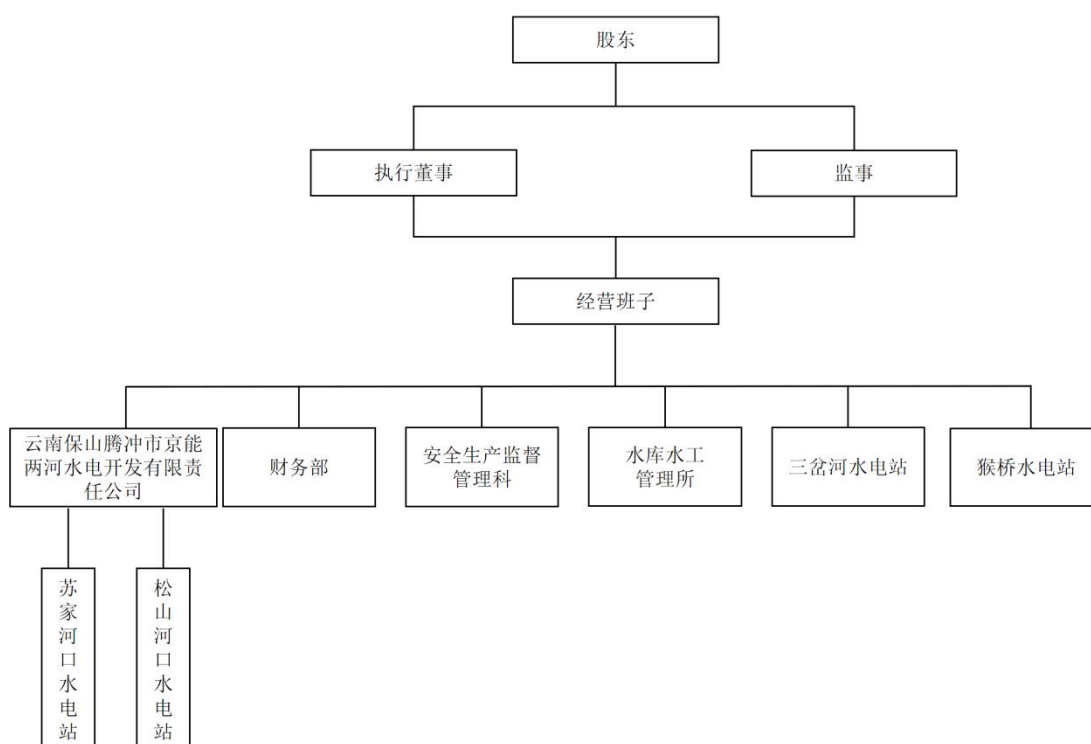 股东
执行董事
监事
经营班子
云南保山腾冲市京能
两河水电开发有限责
任公司
财务部
安全生产监督
管理科
水库水工
管理所
三岔河水电站
猴桥水电站
苏家河口水电站
松山河口水电站